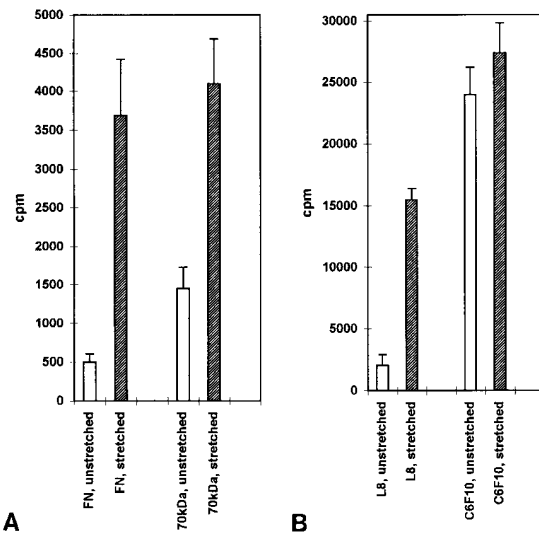 5000
4500
4000
3500
3000
2500
2000
1500
1000
500
0
cpm
FN, unstretched
FN, stretched
70kDa, unstretched
70kDa, stretched
A
30000
25000
20000
15000
10000
5000
0
cpm
L8, unstretched
L8, stretched
C6F10, unstretched
C6F10, stretched
B